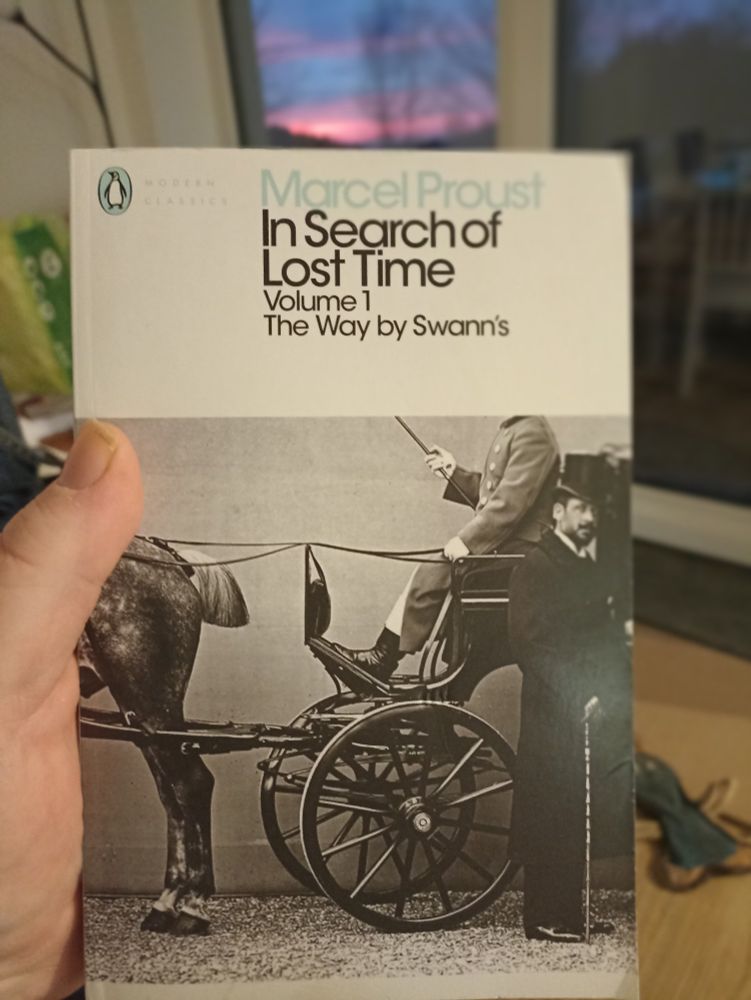 MODERN
CLASSICS
Marcel Proust
In Search of
Lost Time
Volume 1
The Way by Swann's